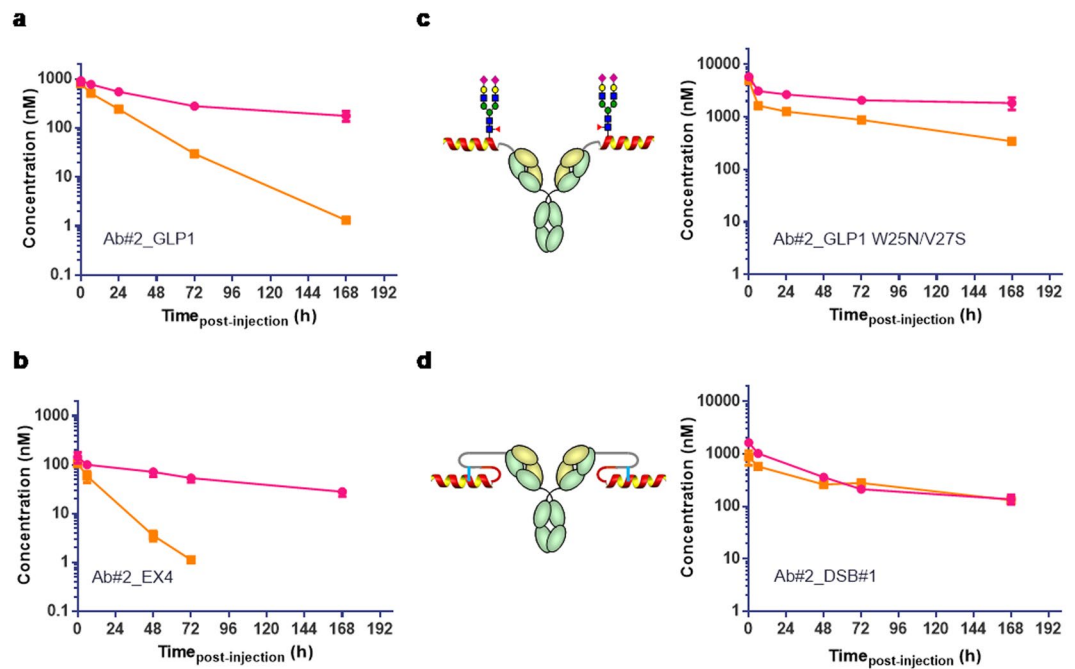 a
Concentration (nM)
1000
100
10
1
0.1
Ab#2_GLP1
0 24 48 72 96 120 144 168 192
Timepost-injection (h)
b
Concentration (nM)
1000
100
10
1
0.1
Ab#2_EX4
0 24 48 72 96 120 144 168 192
Timepost-injection (h)
c
Concentration (nM)
10000
1000
100
10
1
Ab#2_GLP1 W25N/V27S
0 24 48 72 96 120 144 168 192
Timepost-injection (h)
d
Concentration (nM)
10000
1000
100
10
1
Ab#2_DSB#1
0 24 48 72 96 120 144 168 192
Timepost-injection (h)